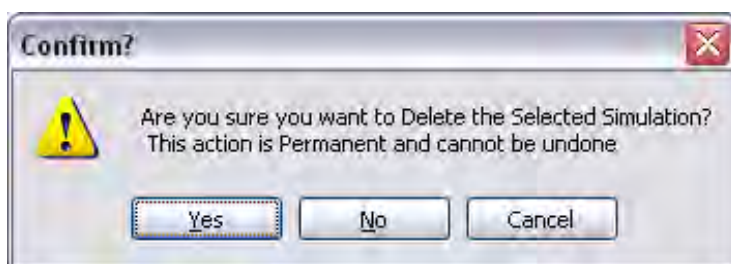 Confirm?
Are you sure you want to Delete the Selected Simulation?
This action is Permanent and cannot be undone
Yes No Cancel